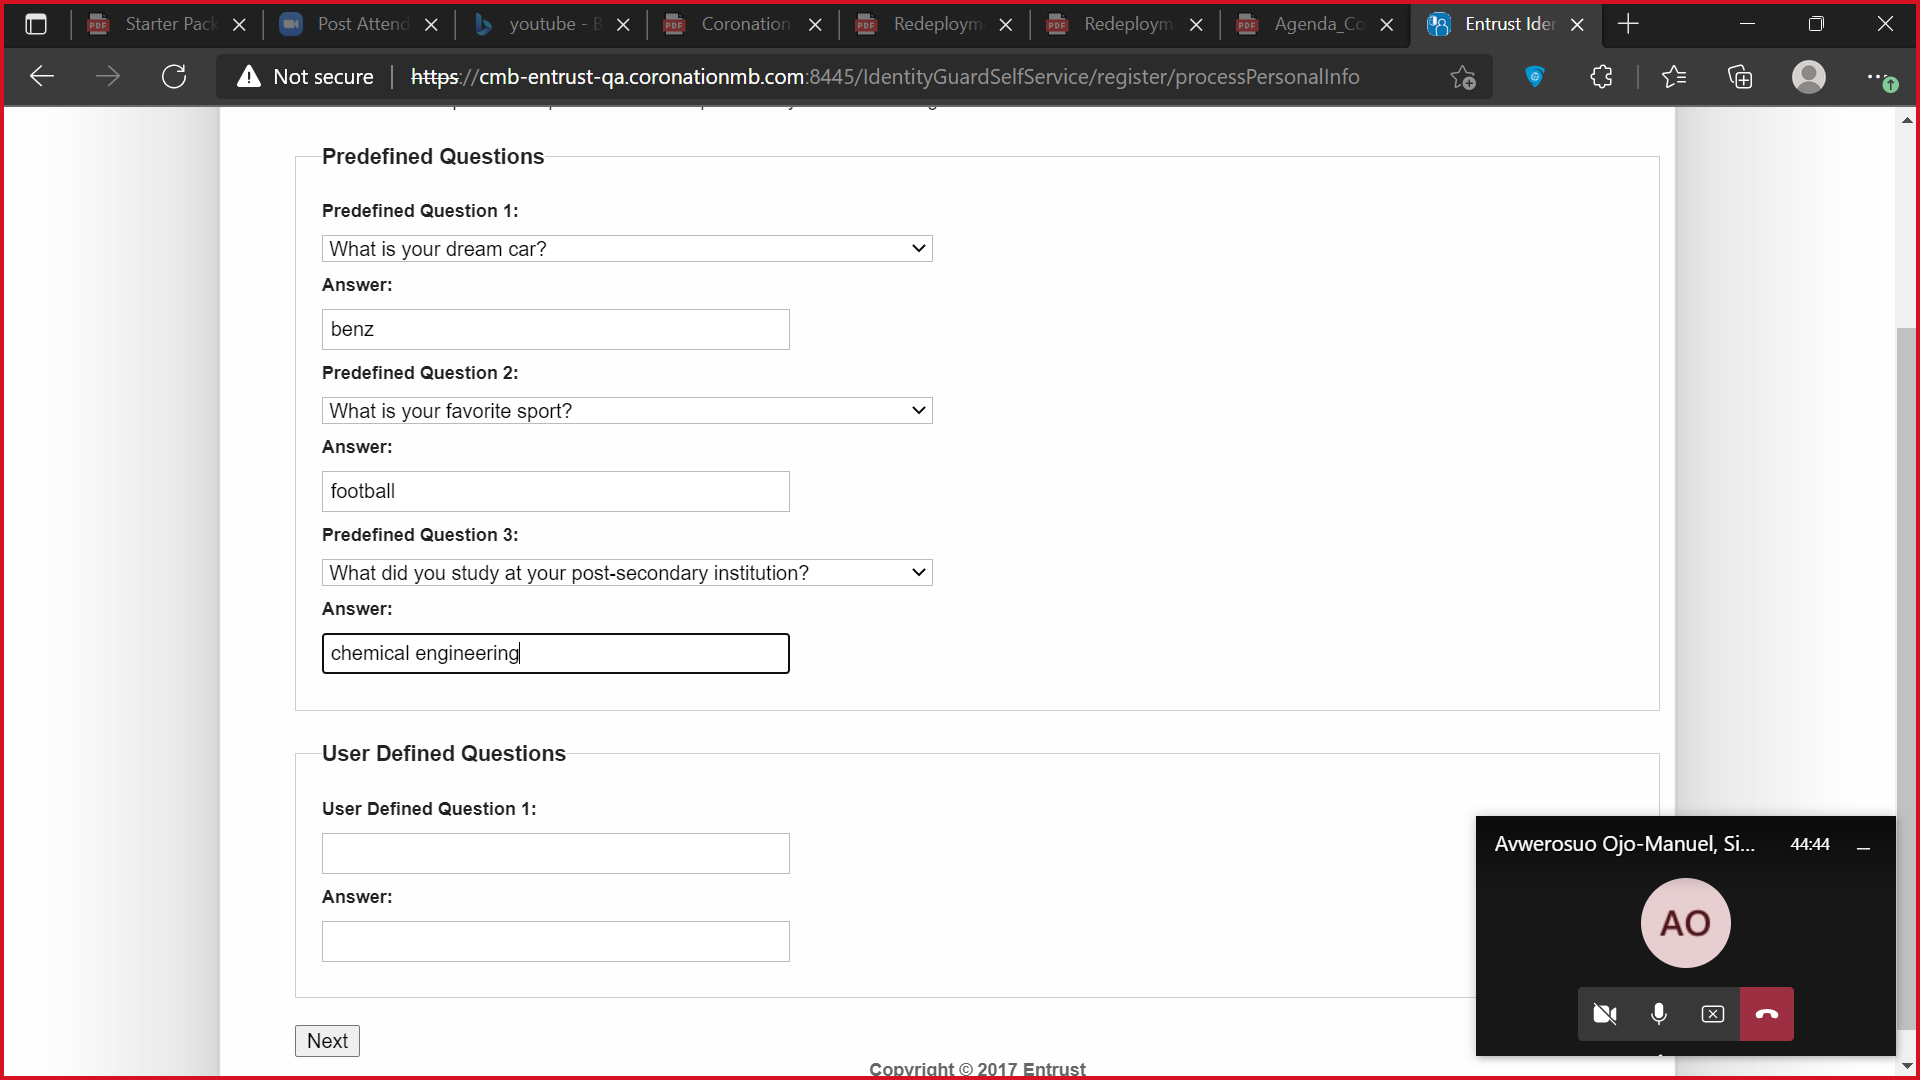 Starter Pack
Post Attend
youtube - B
Coronation
Redeploym
Redeploym
Agenda_Co
Entrust Iden
Not secure
https://cmb-entrust-qa.coronationmb.com:8445/IdentityGuardSelfService/register/processPersonalInfo
Predefined Questions
Predefined Question 1:
What is your dream car?
Answer:
benz
Predefined Question 2:
What is your favorite sport?
Answer:
football
Predefined Question 3:
What did you study at your post-secondary institution?
Answer:
chemical engineering
User Defined Questions
User Defined Question 1:
Answer:
Next
Copyright © 2017 Entrust
Avwerosuo Ojo-Manuel, Si...
44:44
AO